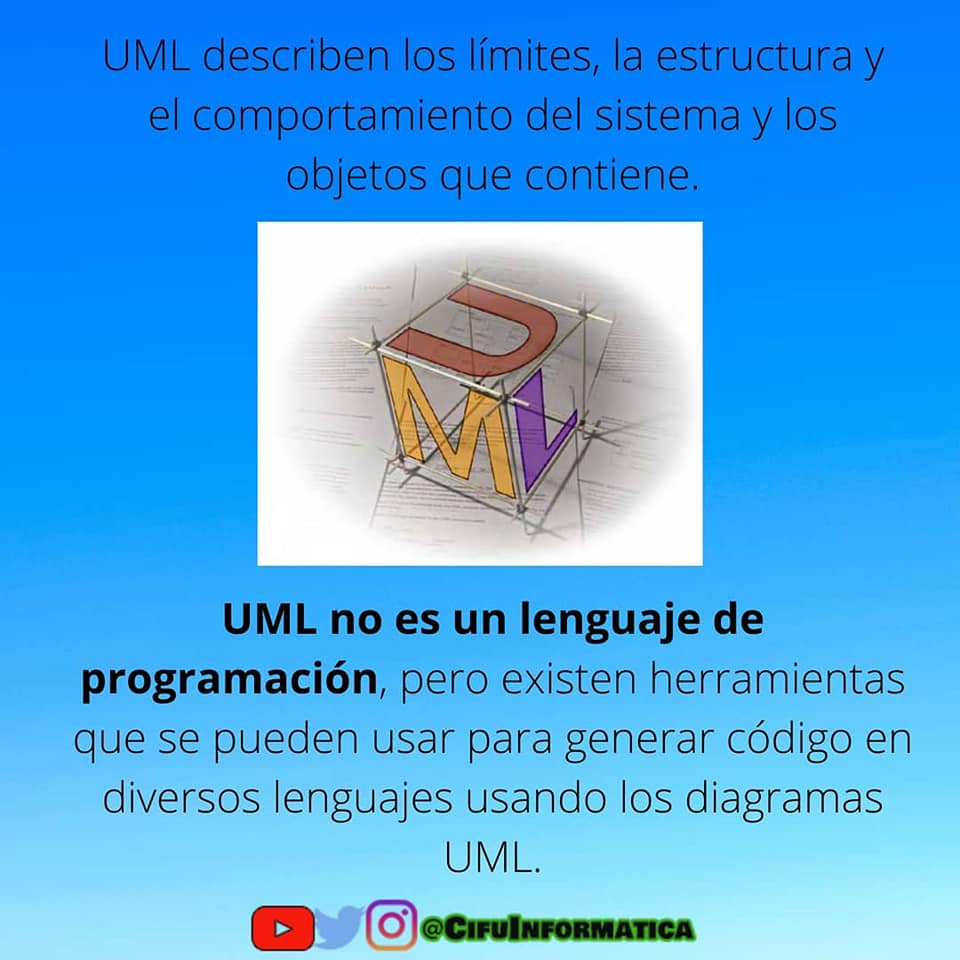 UML describen los límites, la estructura y
el comportamiento del sistema y los
objetos que contiene.
U
M L
UML no es un lenguaje de
programación, pero existen herramientas
que se pueden usar para generar código en
diversos lenguajes usando los diagramas
UML.
@CIFUINFORMATICA